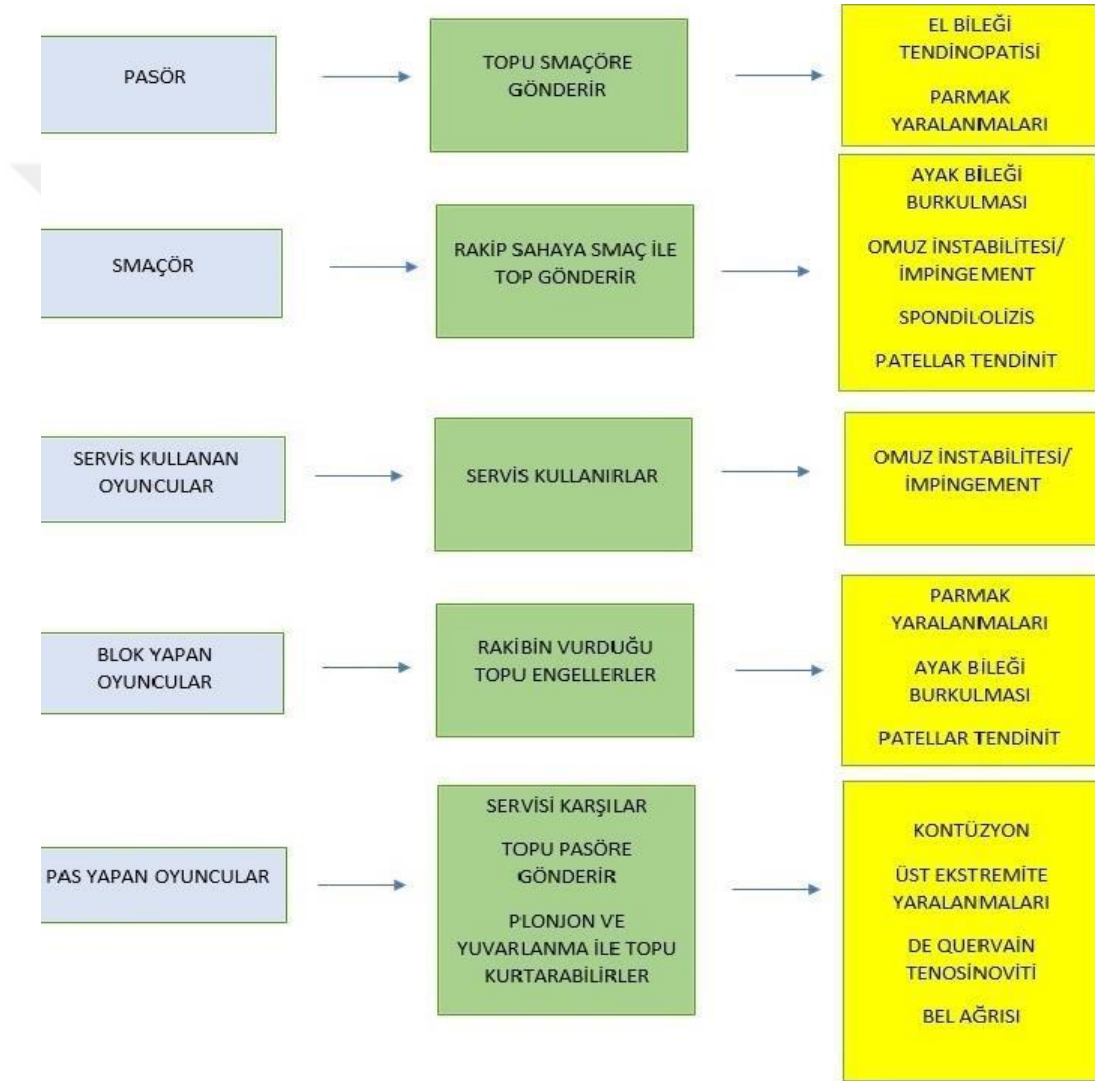 PASÖR
TOPU SMAÇÖRE
GÖNDERİR
EL BİLEĞİ
TENDİNOPATİSİ
PARMAK
YARALANMALARI
SMAÇÖR
RAKİP SAHAYA SMAÇ İLE
TOP GÖNDERİR
AYAK BİLEĞİ
BURKULMASI
OMUZ İNSTABİLİTESİ/
İMPİNGEMENT
SPONDİLOLİZİS
PATELLAR TENDİNİT
SERVİS KULLANAN
OYUNCULAR
SERVİS KULLANIRLAR
OMUZ İNSTABİLİTESİ/
İMPİNGEMENT
BLOK YAPAN
OYUNCULAR
RAKİBİN VURDUĞU
TOPU ENGELLERLER
PARMAK
YARALANMALARI
AYAK BİLEĞİ
BURKULMASI
PATELLAR TENDİNİT
PAS YAPAN OYUNCULAR
SERVİSİ KARŞILAR
TOPU PASÖRE
GÖNDERİR
PLONJON VE
YUVARLANMA İLE TOPU
KURTARABİLİRLER
KONTÜZYON
ÜST EKSTREMİTE
YARALANMALARI
DE QUERVAİN
TENOSİNOVİTİ
BEL AĞRISI